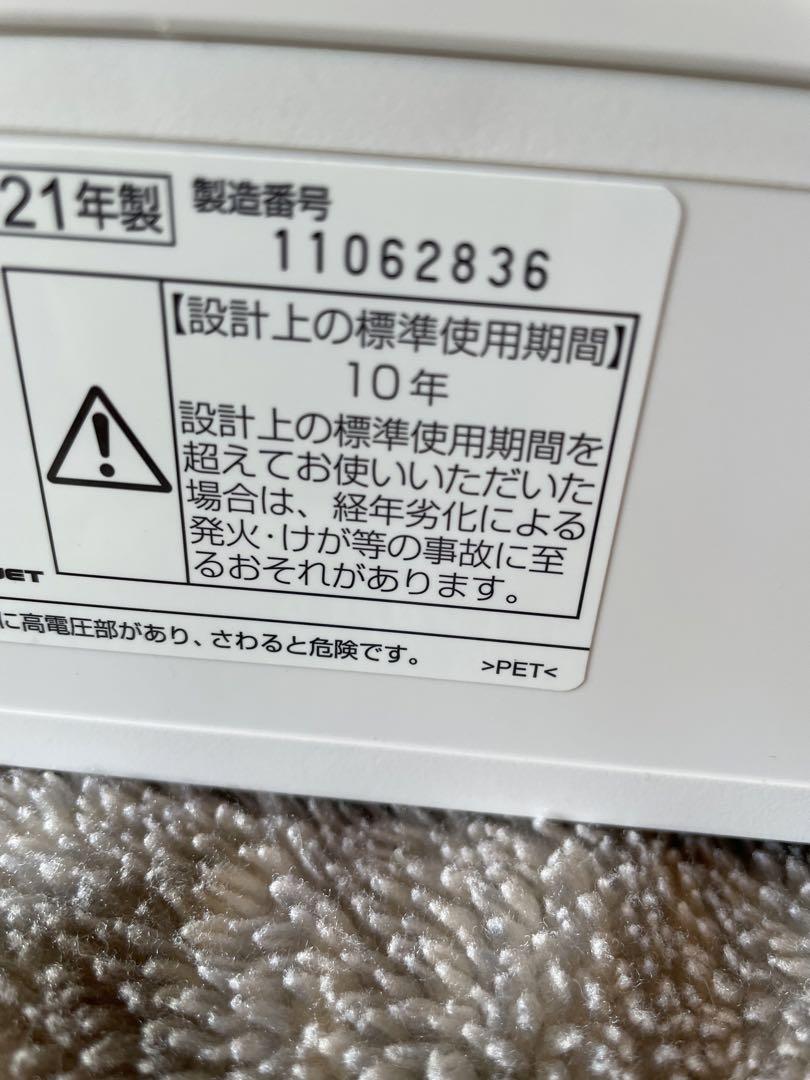 21年製 製造番号
11062836
【設計上の標準使用期間】
10年
設計上の標準使用期間を
超えてお使いいただいた
場合は、経年劣化による
発火・けが等の事故に至
るおそれがあります。
JET
に高電圧部があり、さわると危険です。 >PET<